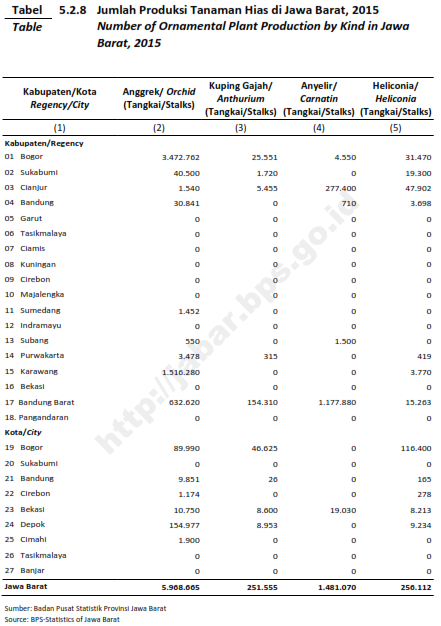 Tabel 5.2.8 Jumlah Produksi Tanaman Hias di Jawa Barat, 2015
Table Number of Ornamental Plant Production by Kind in Jawa
Barat, 2015
Kabupaten/Kota Regency/City Anggrek/ Orchid (Tangkai/Stalks) Kuping Gajah/ Anthurium (Tangkai/Stalks) Anyelir/ Carnatin (Tangkai/Stalks) Heliconia/ Heliconia (Tangkai/Stalks)
(1) (2) (3) (4) (5)
Kabupaten/Regency
01 Bogor 3.472.762 25.551 4.550 31.470
02 Sukabumi 40.500 1.720 0 19.300
03 Cianjur 1.540 5.455 277.400 47.902
04 Bandung 30.841 0 710 3.698
05 Garut 0 0 0 0
06 Tasikmalaya 0 0 0 0
07 Ciamis 0 0 0 0
08 Kuningan 0 0 0 0
09 Cirebon 0 0 0 0
10 Majalengka 0 0 0 0
11 Sumedang 1.452 0 0 0
12 Indramayu 0 0 0 0
13 Subang 550 0 1.500 0
14 Purwakarta 3.478 315 0 419
15 Karawang 1.516.280 0 0 3.770
16 Bekasi 0 0 0 0
17 Bandung Barat 632.620 154.310 1.177.880 15.263
18. Pangandaran 0 0 0 0
Kota/City
19 Bogor 89.990 46.625 0 116.400
20 Sukabumi 0 0 0 0
21 Bandung 9.851 26 0 165
22 Cirebon 1.174 0 0 278
23 Bekasi 10.750 8.600 19.030 8.213
24 Depok 154.977 8.953 0 9.234
25 Cimahi 1.900 0 0 0
26 Tasikmalaya 0 0 0 0
27 Banjar 0 0 0 0
Jawa Barat 5.968.665 251.555 1.481.070 256.112
Sumber: Badan Pusat Statistik Provinsi Jawa Barat
Source: BPS-Statistics of Jawa Barat
http://jabar.bps.go.id